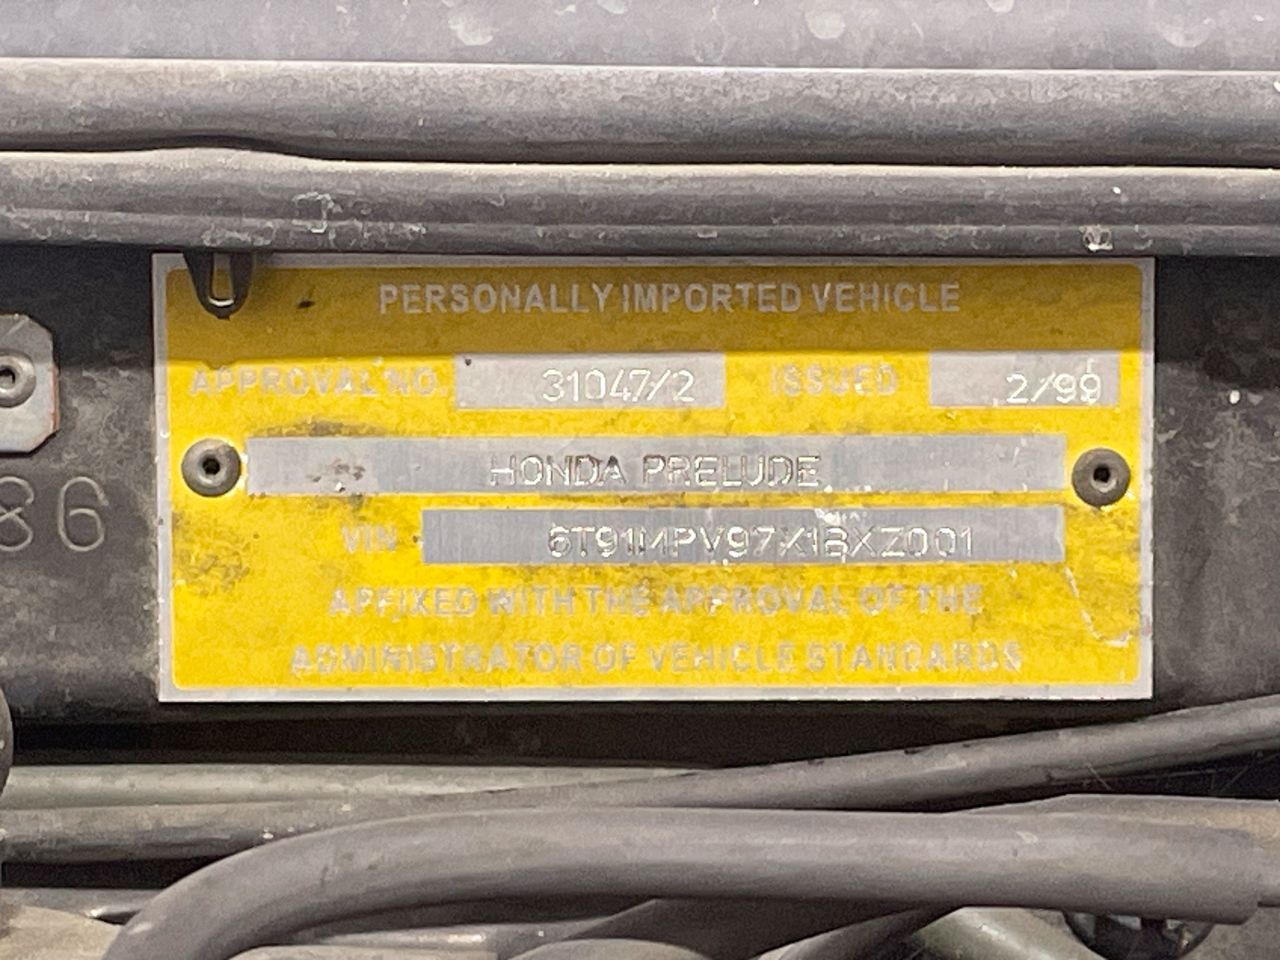 PERSONALLY IMPORTED VEHICLE
APPROVAL NO. 31047/2 ISSUED 2/99
HONDA PRELUDE
86
VIN 6T91MPV97X1BXZ001
AFFIXED WITH THE APPROVAL OF THE
ADMINISTRATOR OF VEHICLE STANDARDS